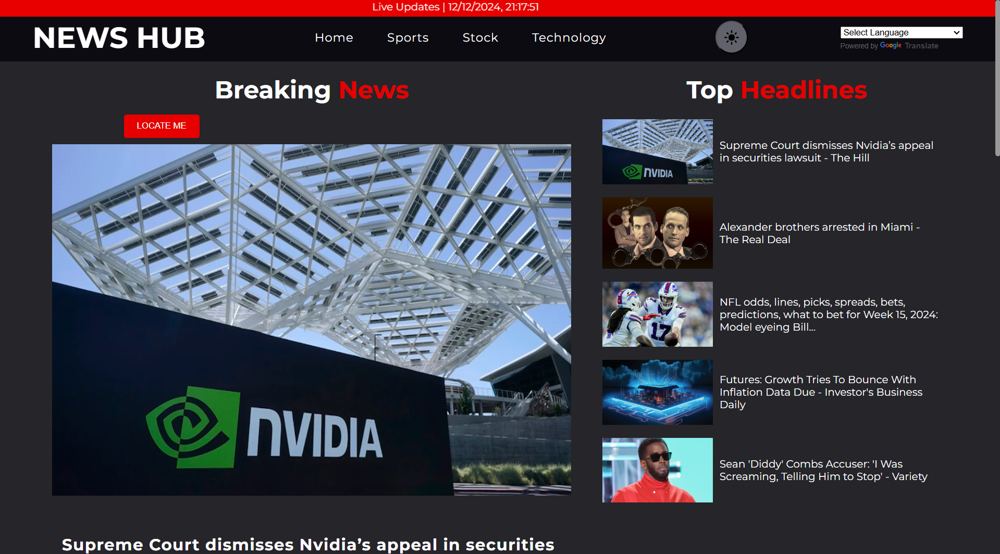 Live Updates | 12/12/2024, 21:17:51
NEWS HUB
Home
Sports
Stock
Technology
Select Language
Powered by Google Translate
Breaking News
LOCATE ME
NVIDIA
Supreme Court dismisses Nvidia’s appeal in securities
Top Headlines
NVIDIA
Supreme Court dismisses Nvidia’s appeal
in securities lawsuit - The Hill
Alexander brothers arrested in Miami -
The Real Deal
17
17
NFL odds, lines, picks, spreads, bets,
predictions, what to bet for Week 15, 2024:
Model eyeing Bill...
Futures: Growth Tries To Bounce With
Inflation Data Due - Investor's Business
Daily
Sean 'Diddy' Combs Accuser: 'I Was
Screaming, Telling Him to Stop' - Variety